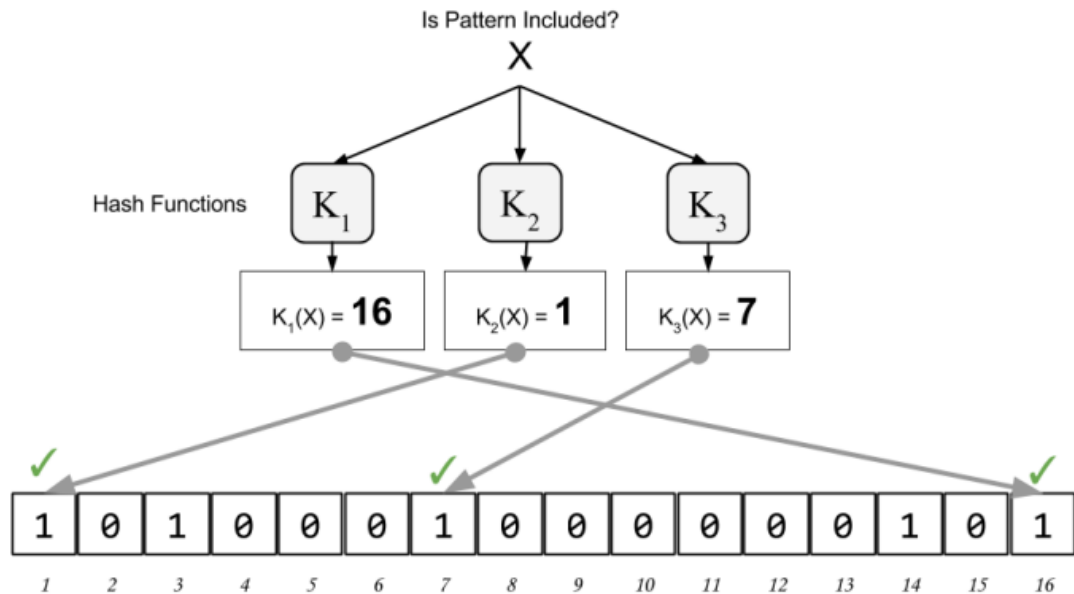 Is Pattern Included?
X
Hash Functions
K₁ K₂ K₃
K₁(X) = 16 K₂(X) = 1 K₃(X) = 7
✓ ✓ ✓
1 0 1 0 0 0 1 0 0 0 0 0 0 1 0 1
1 2 3 4 5 6 7 8 9 10 11 12 13 14 15 16